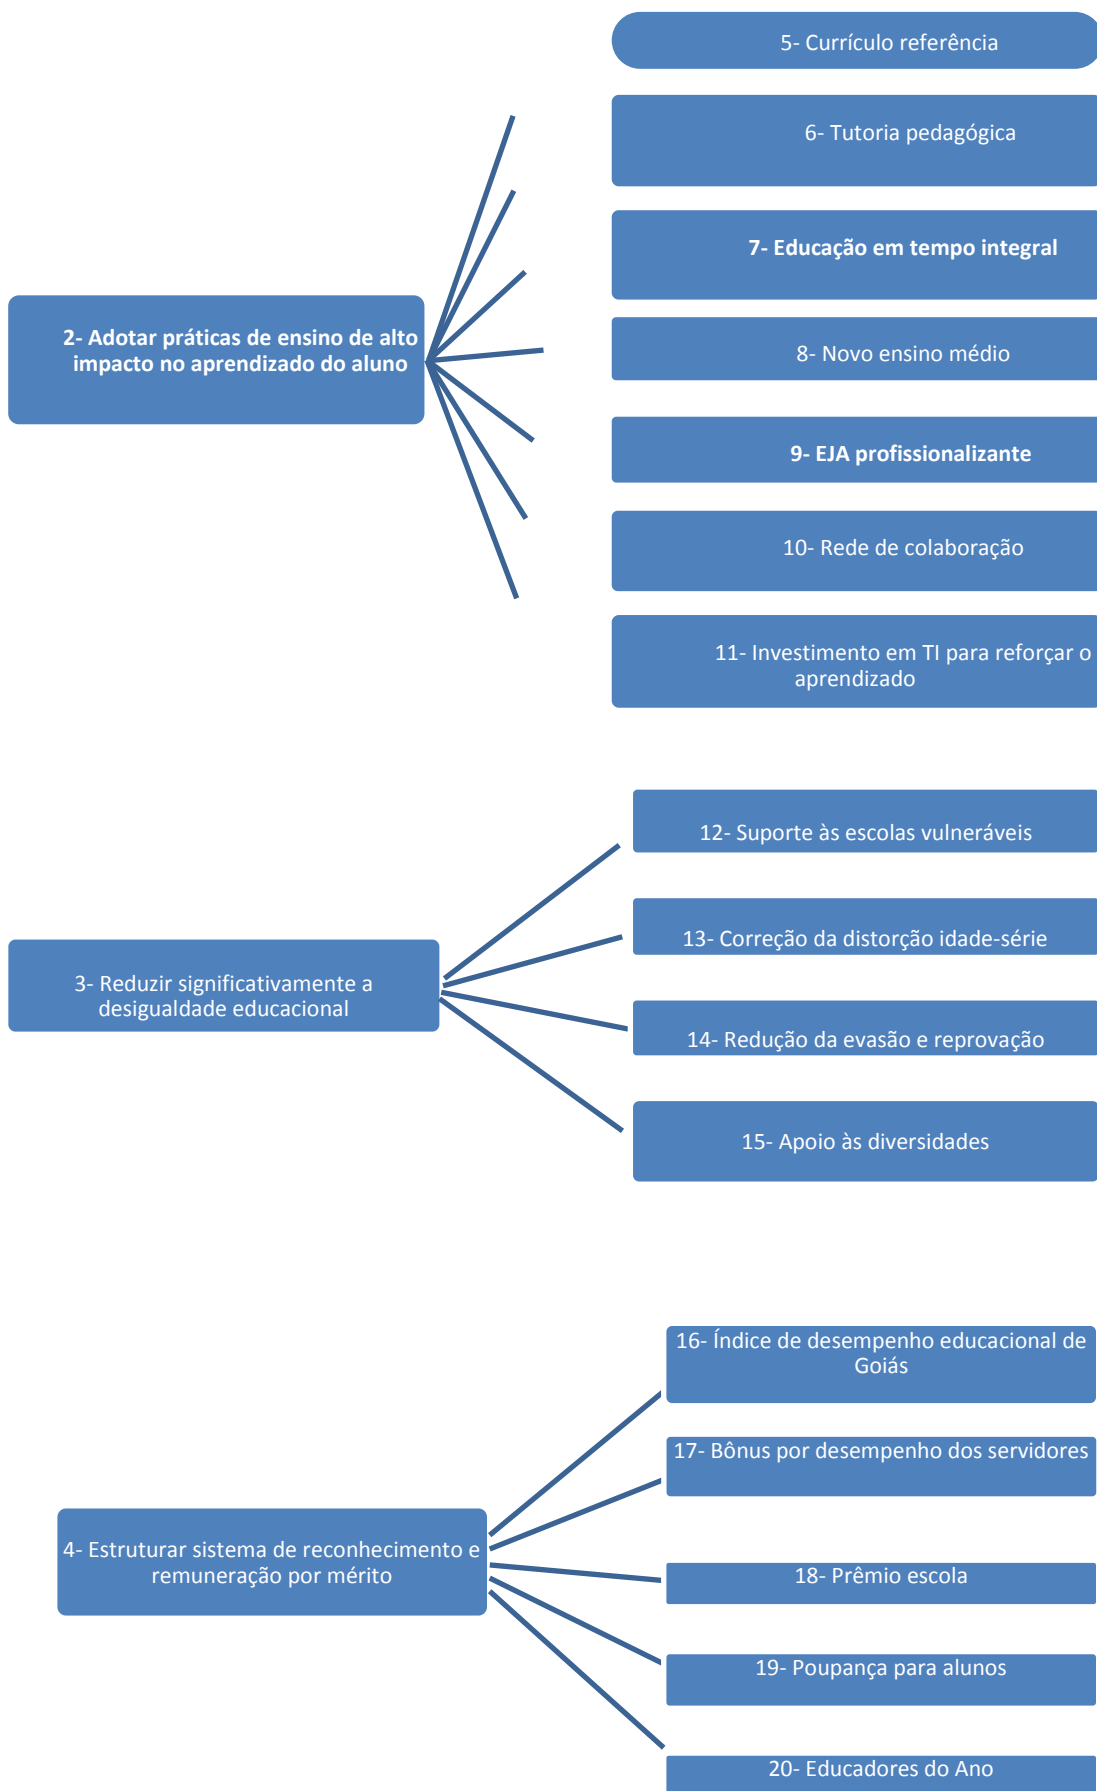 5- Currículo referência
6- Tutoria pedagógica
7- Educação em tempo integral
2- Adotar práticas de ensino de alto
impacto no aprendizado do aluno
8- Novo ensino médio
9- EJA profissionalizante
10- Rede de colaboração
11- Investimento em TI para reforçar o
aprendizado
12- Suporte às escolas vulneráveis
13- Correção da distorção idade-série
3- Reduzir significativamente a
desigualdade educacional
14- Redução da evasão e reprovação
15- Apoio às diversidades
16- Índice de desempenho educacional de
Goiás
17- Bônus por desempenho dos servidores
4- Estruturar sistema de reconhecimento e
remuneração por mérito
18- Prêmio escola
19- Poupança para alunos
20- Educadores do Ano